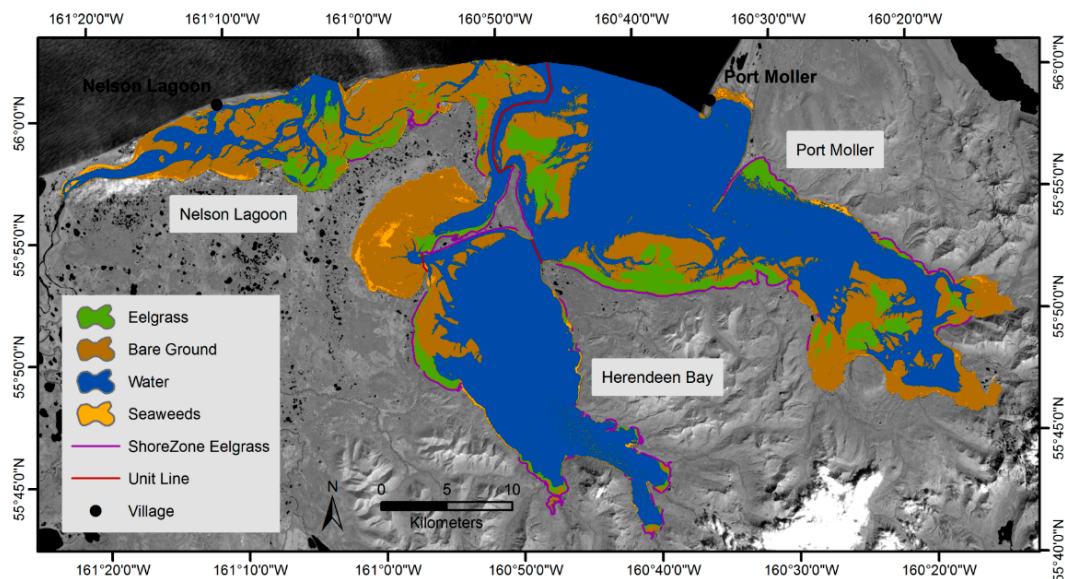 161°20'0"W 161°10'0"W 161°0'0"W 160°50'0"W 160°40'0"W 160°30'0"W 160°20'0"W
56°0'0"N
55°55'0"N
55°50'0"N
55°45'0"N
Nelson Lagoon
Port Moller
Port Moller
Nelson Lagoon
Herendeen Bay
Eelgrass
Bare Ground
Water
Seaweeds
ShoreZone Eelgrass
Unit Line
Village
N
0 5 10
Kilometers
56°0'0"N
55°55'0"N
55°50'0"N
55°45'0"N
55°40'0"N
161°20'0"W 161°10'0"W 161°0'0"W 160°50'0"W 160°40'0"W 160°30'0"W 160°20'0"W